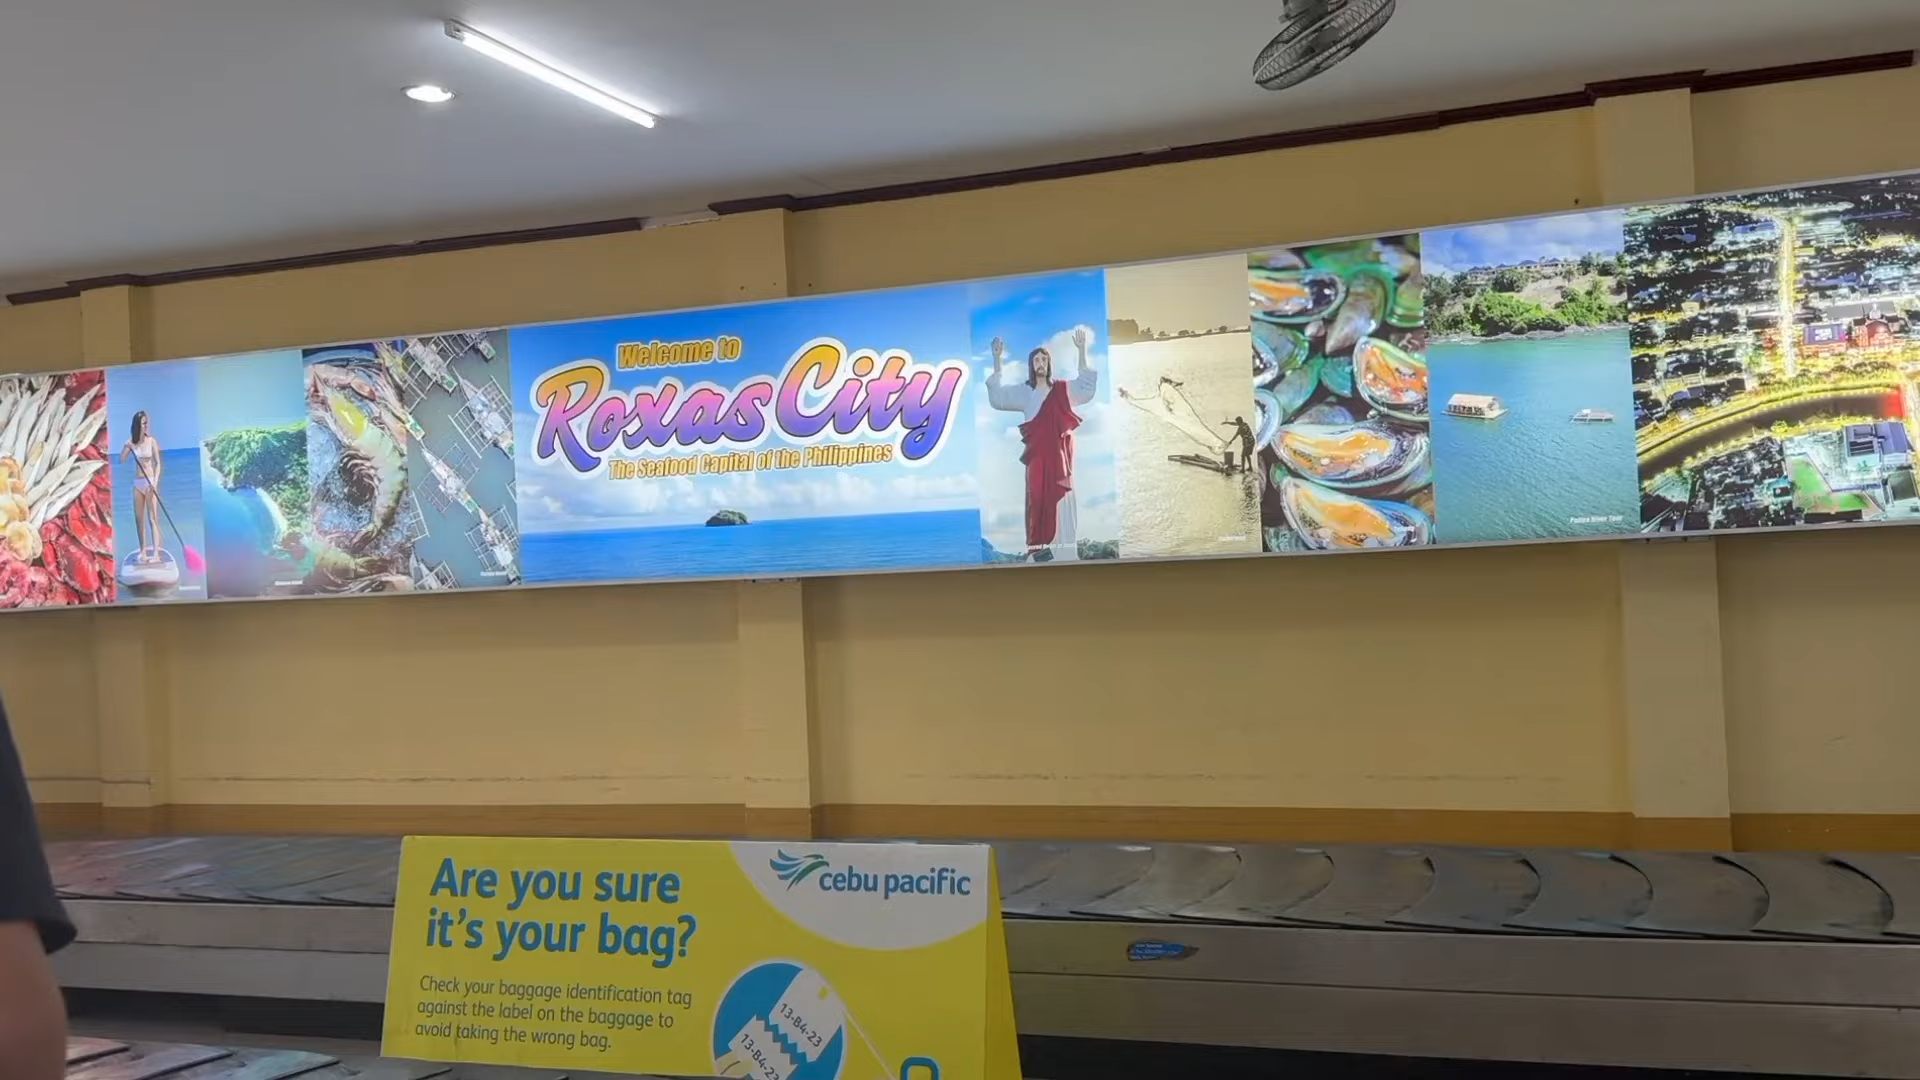 Welcome to
Roxas City
The Seafood Capital of the Philippines
Are you sure
it's your bag?
cebu pacific
Check your baggage identification tag
against the label on the baggage to
avoid taking the wrong bag.
13-B4-23
13-B4-23